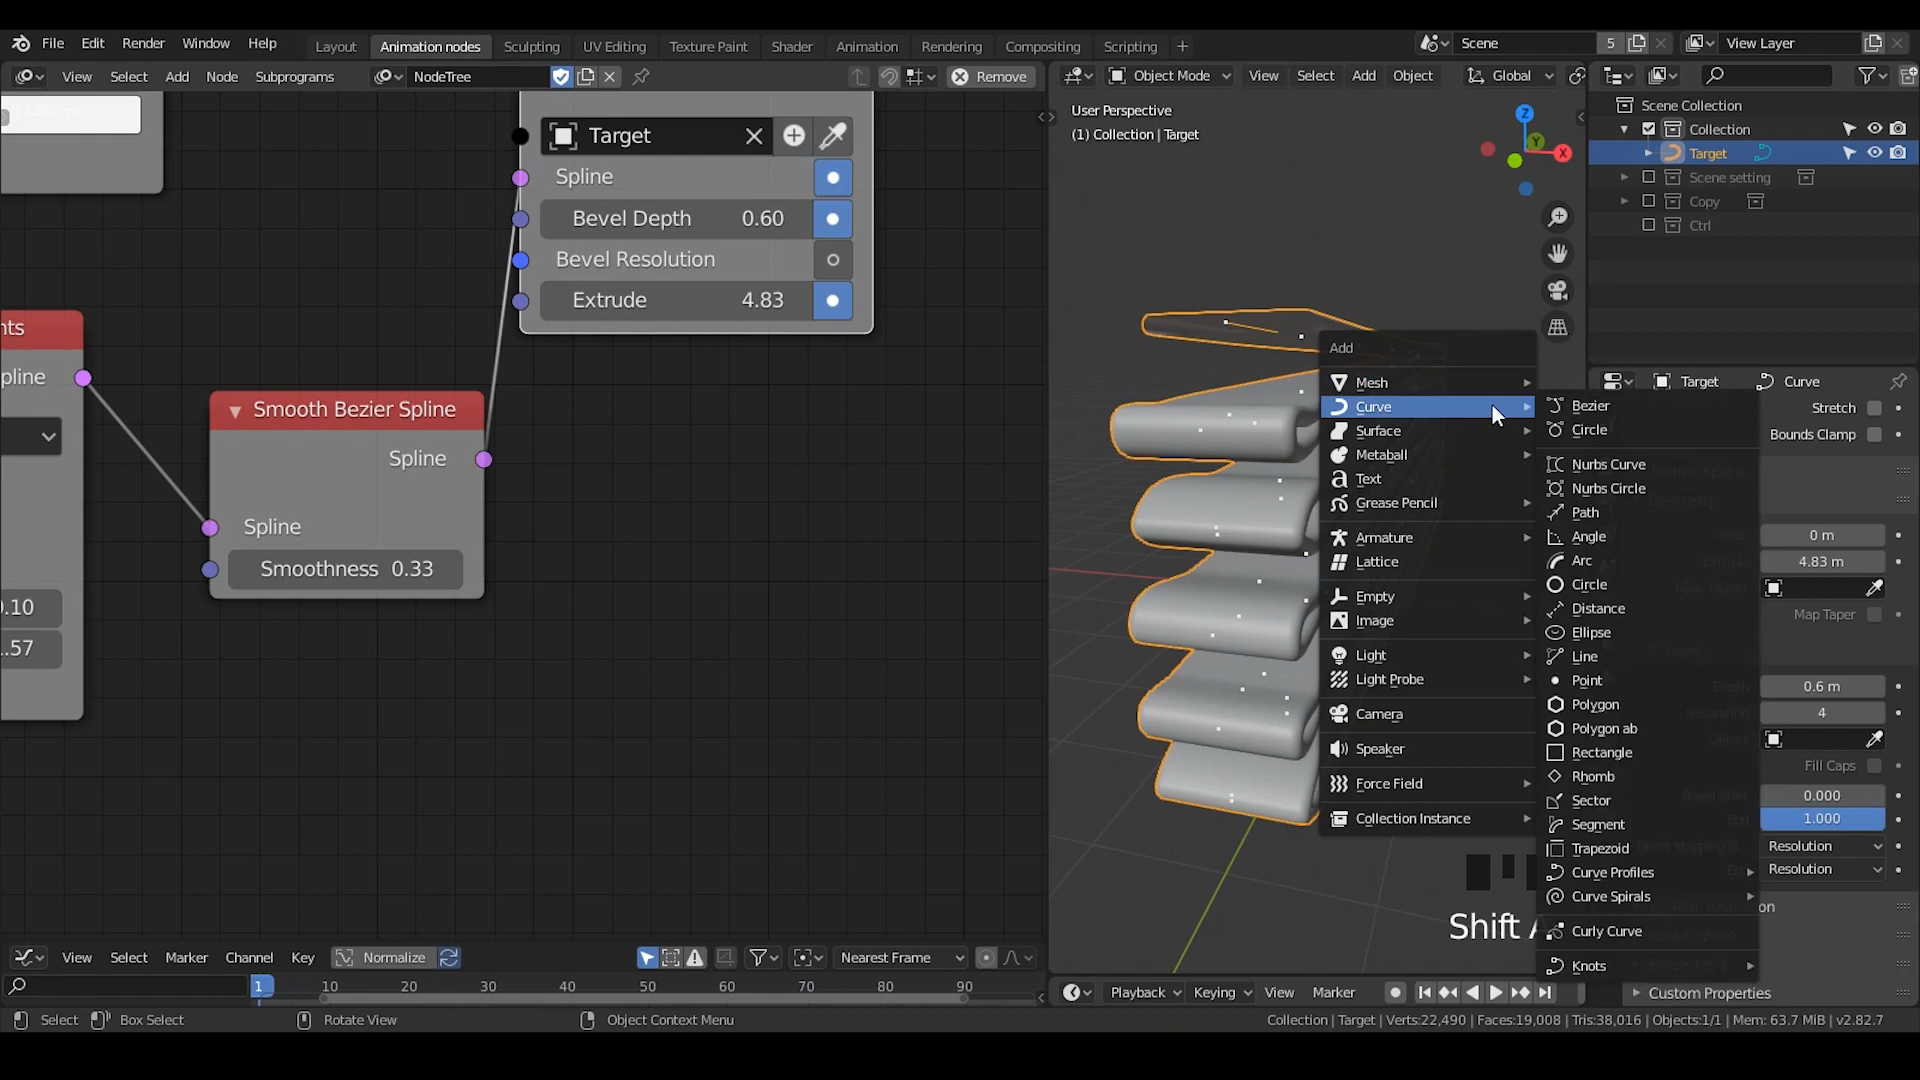 File Edit Render Window Help
Layout Animation nodes Sculpting UV Editing Texture Paint Shader Animation Rendering Compositing Scripting +
Scene 5 View Layer
View Select Add Node Subprograms NodeTree Remove
Object Mode View Select Add Object Global
User Perspective
(1) Collection | Target
Z
Y
X
Scene Collection
Collection
Target
Scene setting
Copy
Ctrl
Target
Spline
Bevel Depth 0.60
Bevel Resolution
Extrude 4.83
nts
pline
.57
Smooth Bezier Spline
Spline
Spline
Smoothness 0.33
Add
Mesh
Curve
Surface
Metaball
Text
Grease Pencil
Armature
Lattice
Empty
Image
Light
Light Probe
Camera
Speaker
Force Field
Collection Instance
Bezier
Circle
Nurbs Curve
Nurbs Circle
Path
Angle
Arc
Circle
Distance
Ellipse
Line
Point
Polygon
Polygon ab
Rectangle
Rhomb
Sector
Segment
Trapezoid
Curve Profiles
Curve Spirals
Curly Curve
Knots
Target Curve
Stretch
Bounds Clamp
0 m
4.83 m
Map Taper
0.6 m
4
Fill Caps
0.000
1.000
Resolution
Resolution
Custom Properties
Shift
View Select Marker Channel Key Normalize Nearest Frame
1 10 20 30 40 50 60 70 80 90
Playback Keying View Marker
Select Box Select Rotate View Object Context Menu
Collection | Target | Verts:22,490 | Faces:19,008 | Tris:38,016 | Objects:1/1 | Mem: 63.7 MiB | v2.82.7